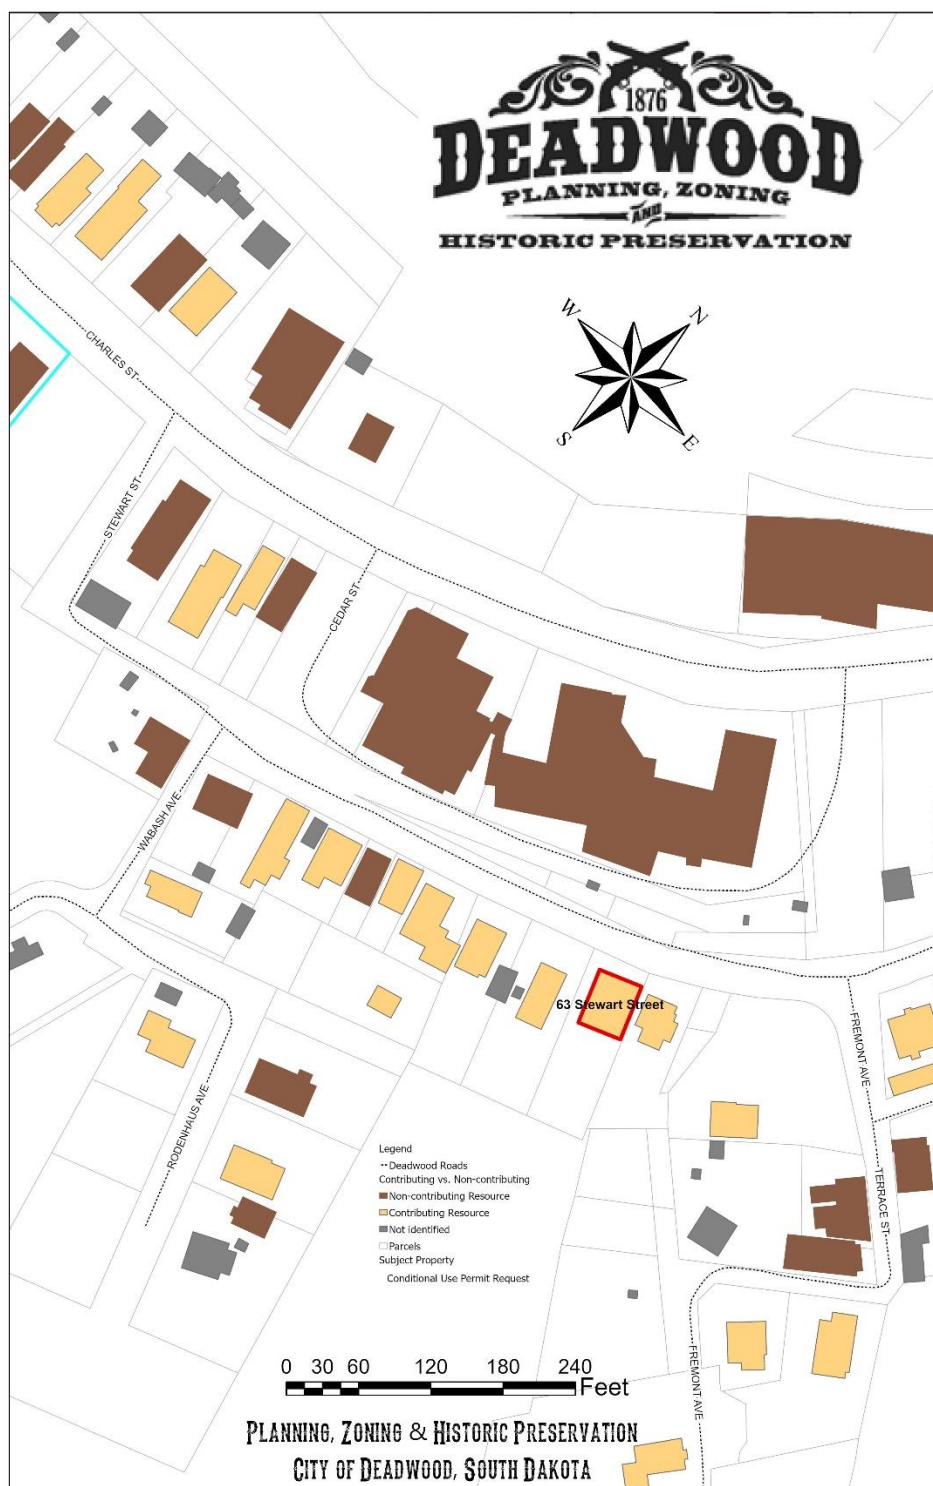 1876
DEADWOOD
PLANNING, ZONING
AND
HISTORIC PRESERVATION
W
N
S
E
CHARLES ST
STEWART ST
CEDAR ST
WABASH AVE
63 Stewart Street
FREMONT AVE
RODENHAUS AVE
TERRACE ST
FREMONT AVE
Legend
Deadwood Roads
Contributing vs. Non-contributing
Non-contributing Resource
Contributing Resource
Not identified
Parcels
Subject Property
Conditional Use Permit Request
0 30 60 120 180 240
Feet
PLANNING, ZONING & HISTORIC PRESERVATION
CITY OF DEADWOOD, SOUTH DAKOTA